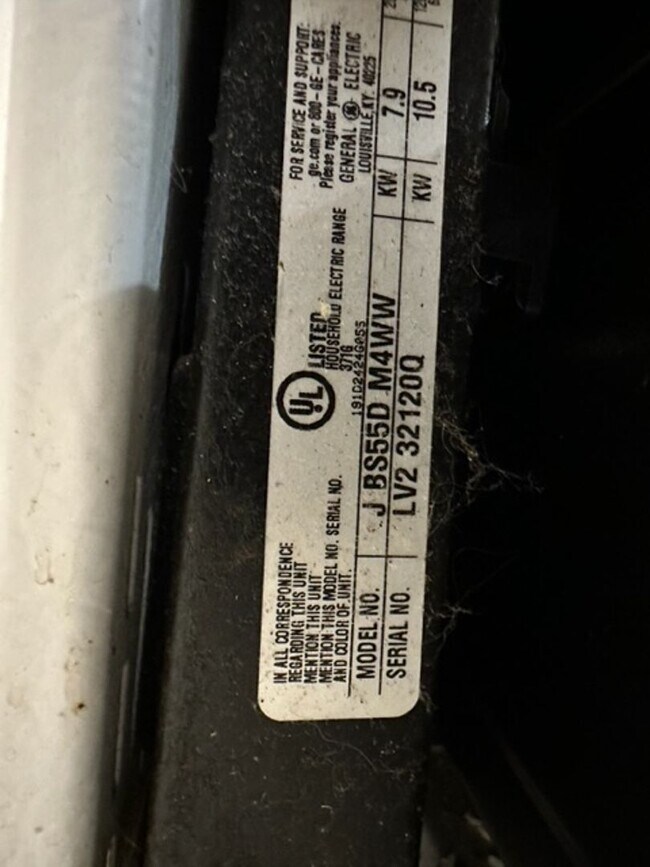 IN ALL CORRESPONDENCE
REGARDING THIS UNIT
MENTION THIS UNIT
MENTION THIS MODEL NO. SERIAL NO.
AND COLOR OF UNIT.
UL
LISTED
HOUSEHOLD ELECTRIC RANGE
371G
191D2424G055
FOR SERVICE AND SUPPORT:
ge.com or 800-GE-CARES
Please register your appliances.
GENERAL GE ELECTRIC
LOUISVILLE, KY. 40225
MODEL NO. J BS55D M4WW KW 7.9
SERIAL NO. LV2 32120Q KW 10.5